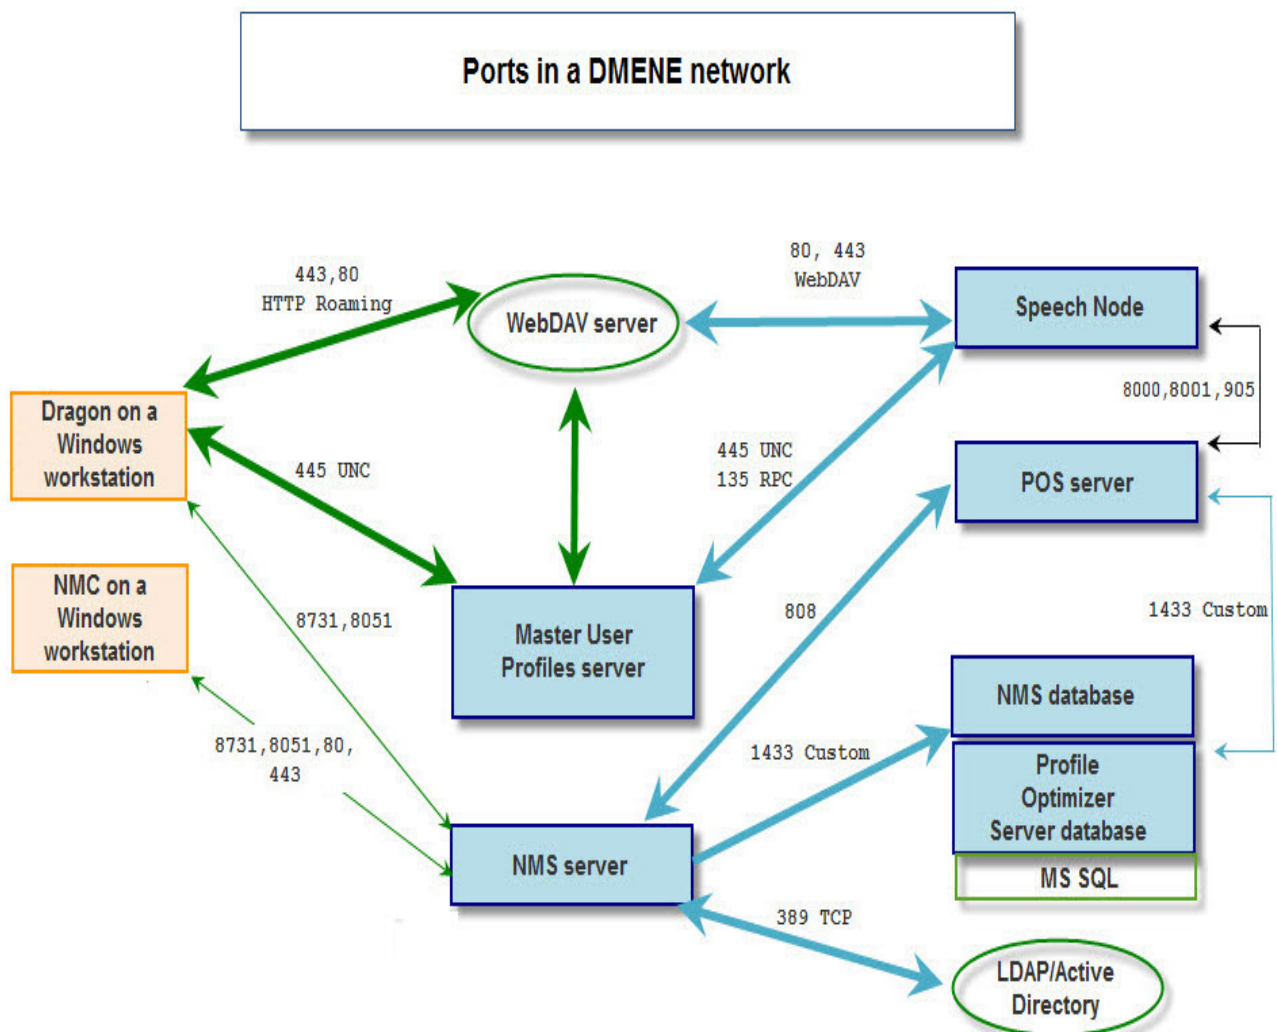 Ports in a DMENE network
443,80
HTTP Roaming
WebDAV server
80, 443
WebDAV
Speech Node
8000,8001,905
Dragon on a
Windows
workstation
445 UNC
445 UNC
135 RPC
POS server
NMC on a
Windows
workstation
8731,8051
Master User
Profiles server
808
1433 Custom
NMS database
8731,8051,80,
443
1433 Custom
Profile
Optimizer
Server database
MS SQL
NMS server
389 TCP
LDAP/Active
Directory